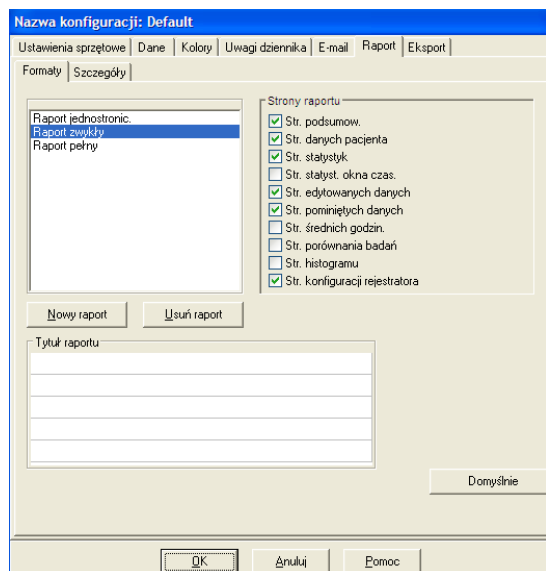 Nazwa konfiguracji: Default
Ustawienia sprzętowe Dane Kolory Uwagi dziennika E-mail Raport Eksport
Formaty Szczegóły
Strony raportu
Raport jednostronic.
Raport zwykły
Raport pełny
Str. podsumow.
Str. danych pacjenta
Str. statystyk
Str. statyst. okna czas.
Str. edytowanych danych
Str. pominiętych danych
Str. średnich godzin.
Str. porównania badań
Str. histogramu
Str. konfiguracji rejestratora
Nowy raport Usuń raport
Tytuł raportu
Domyślnie
OK Anuluj Pomoc